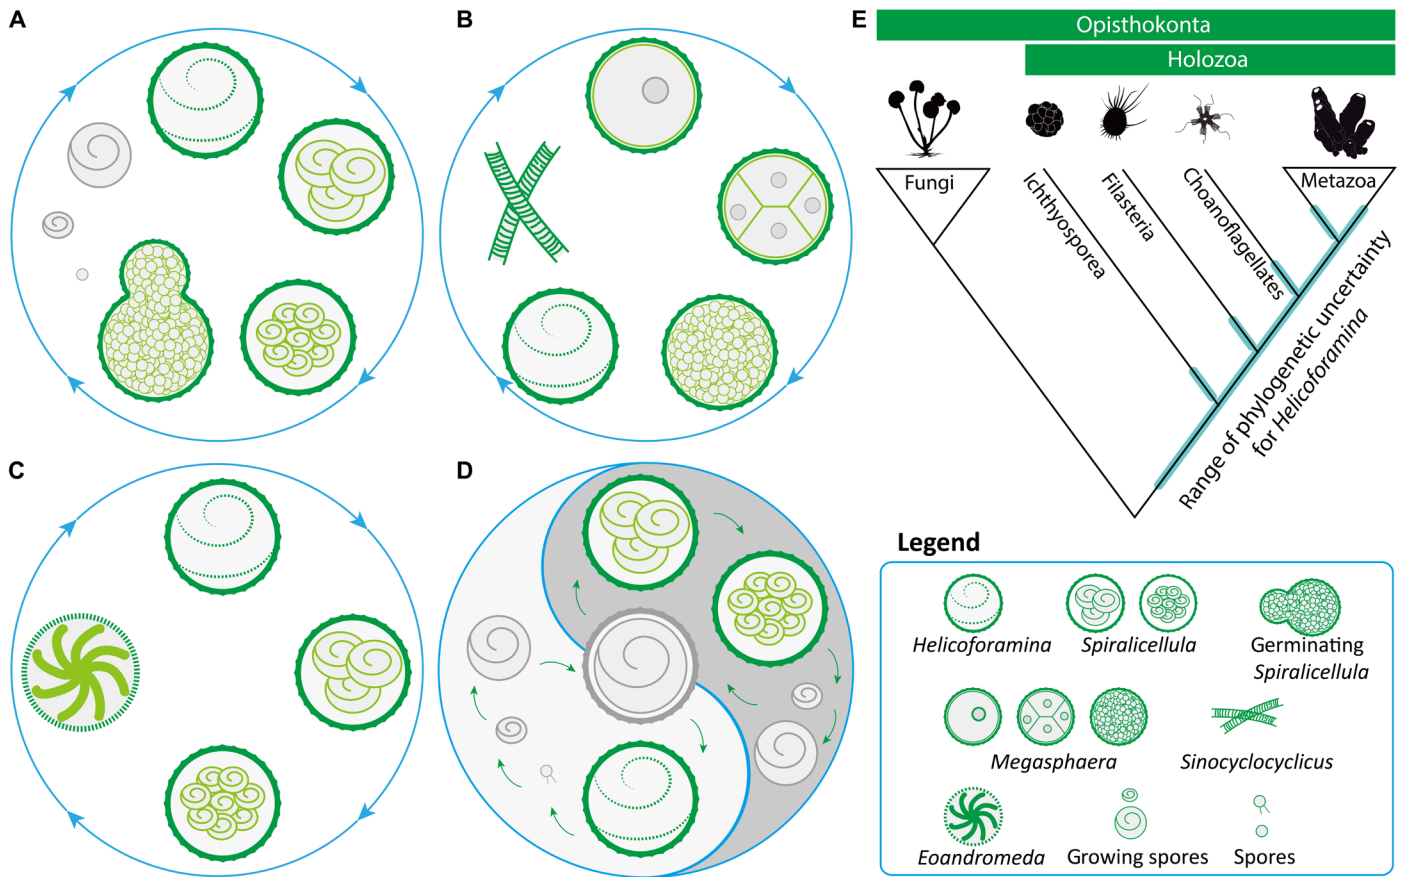 A
B
E
Opisthokonta
Holozoa
Fungi
Ichthyosporea
Filasteria
Choanoflagellates
Metazoa
Range of phylogenetic uncertainty
for Helicoforamina
C
D
Legend
Helicoforamina
Spiralicellula
Germinating
Spiralicellula
Megasphaera
Sinocyclocyclicus
Eoandromeda
Growing spores
Spores